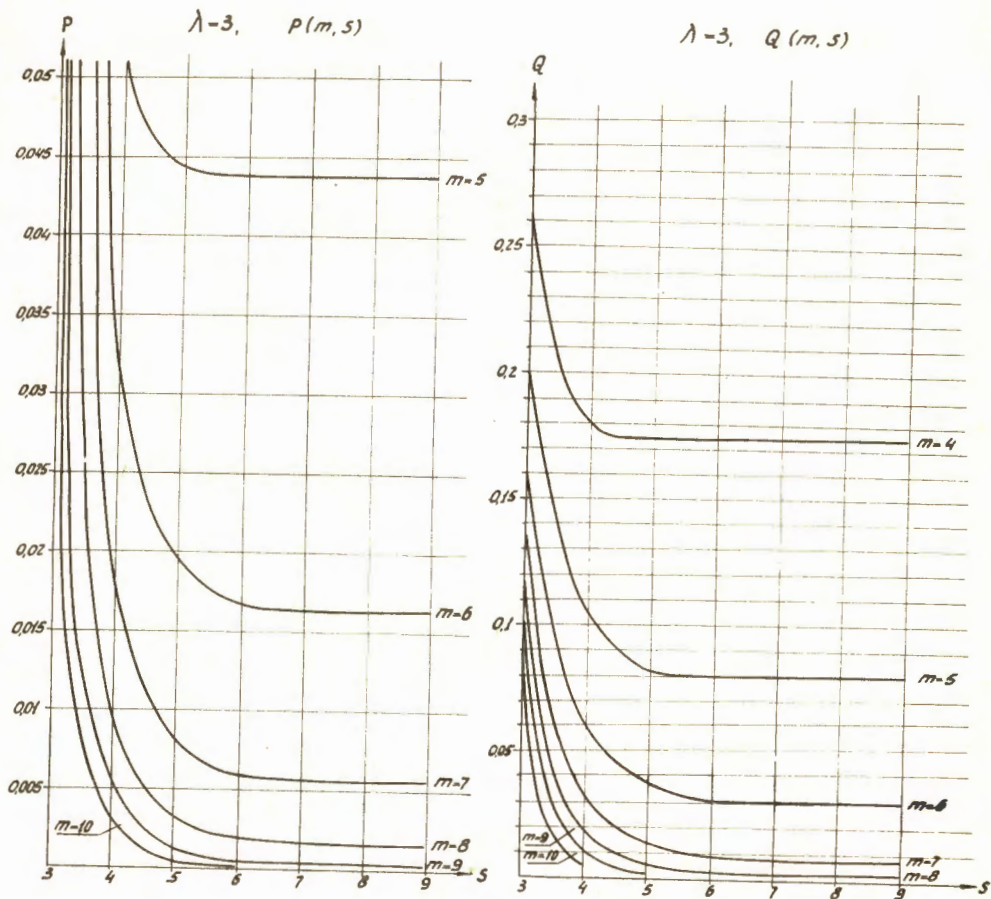 λ=3, P(m,s)
P
0,05
0,045
0,04
0,035
0,03
0,025
0,02
0,015
0,01
0,005
m=5
m=6
m=7
m=8
m=9
m=10
3 4 5 6 7 8 9 S
λ=3, Q(m,s)
Q
0,3
0,25
0,2
0,15
0,1
0,05
m=4
m=5
m=6
m=7
m=8
m=9
m=10
3 4 5 6 7 8 9 S